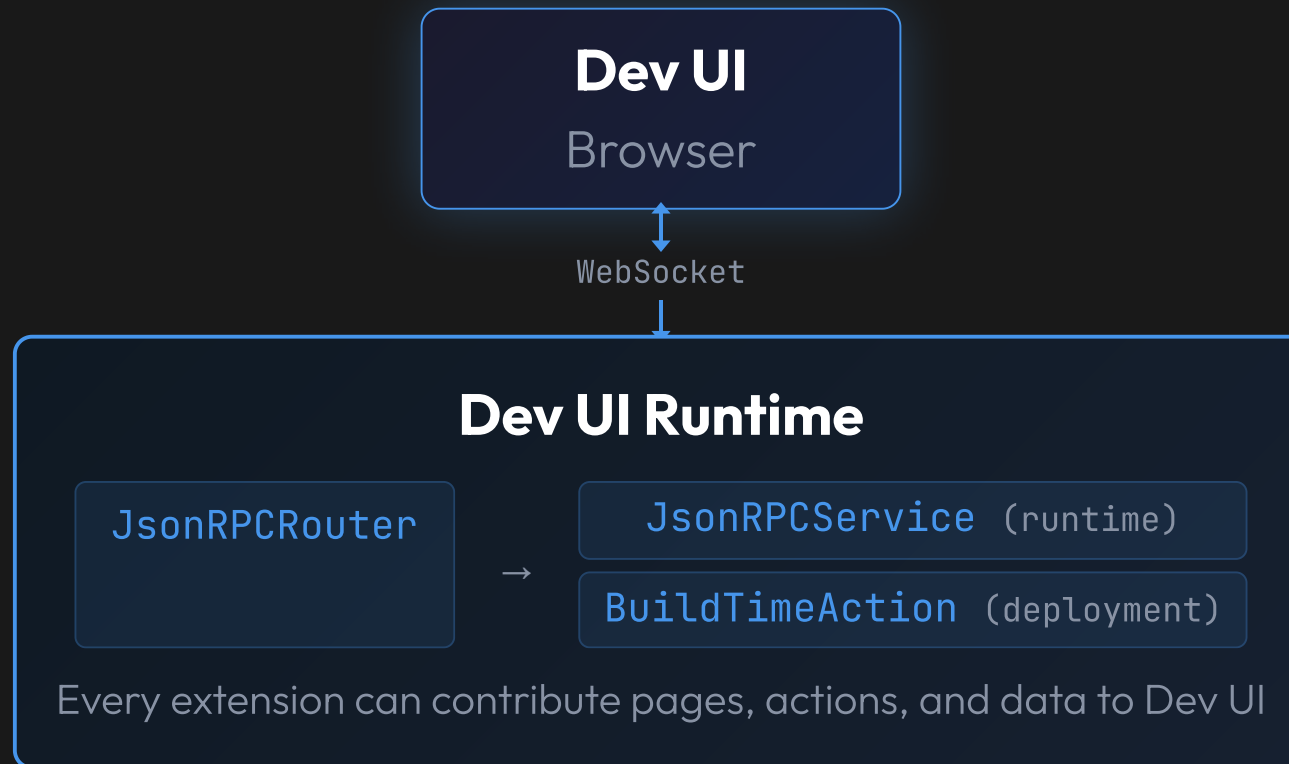 Dev UI
Browser
WebSocket
Dev UI Runtime
JsonRPCRouter
→
JsonRPCService (runtime)
BuildTimeAction (deployment)
Every extension can contribute pages, actions, and data to Dev UI